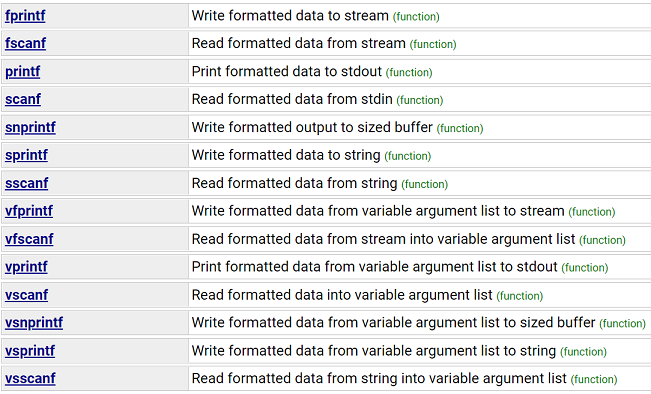 fprintf Write formatted data to stream (function)
fscanf Read formatted data from stream (function)
printf Print formatted data to stdout (function)
scanf Read formatted data from stdin (function)
snprintf Write formatted output to sized buffer (function)
sprintf Write formatted data to string (function)
sscanf Read formatted data from string (function)
vfprintf Write formatted data from variable argument list to stream (function)
vfscanf Read formatted data from stream into variable argument list (function)
vprintf Print formatted data from variable argument list to stdout (function)
vscanf Read formatted data into variable argument list (function)
vsnprintf Write formatted data from variable argument list to sized buffer (function)
vsprintf Write formatted data from variable argument list to string (function)
vsscanf Read formatted data from string into variable argument list (function)